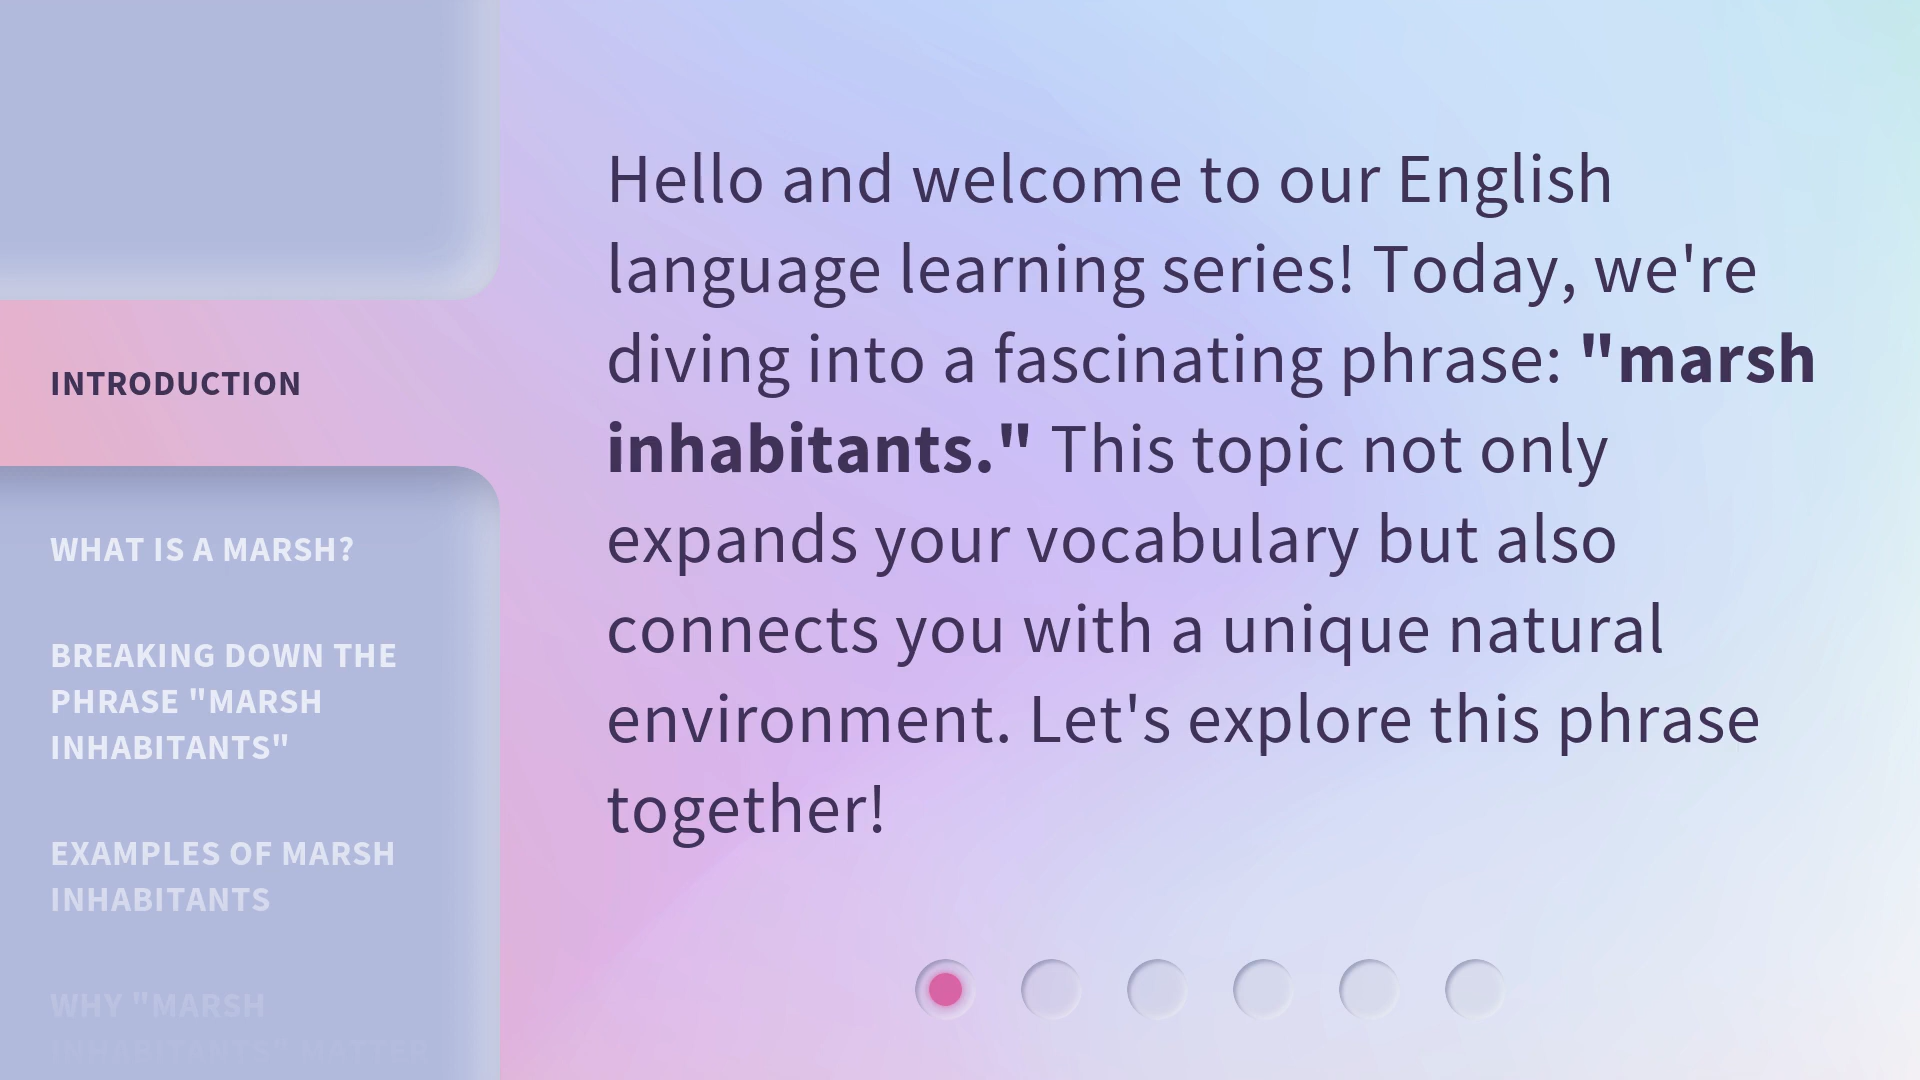 INTRODUCTION
WHAT IS A MARSH?
BREAKING DOWN THE
PHRASE "MARSH
INHABITANTS"
EXAMPLES OF MARSH
INHABITANTS
WHY "MARSH
INHABITANTS" MATTER
Hello and welcome to our English
language learning series! Today, we're
diving into a fascinating phrase: "marsh
inhabitants." This topic not only
expands your vocabulary but also
connects you with a unique natural
environment. Let's explore this phrase
together!